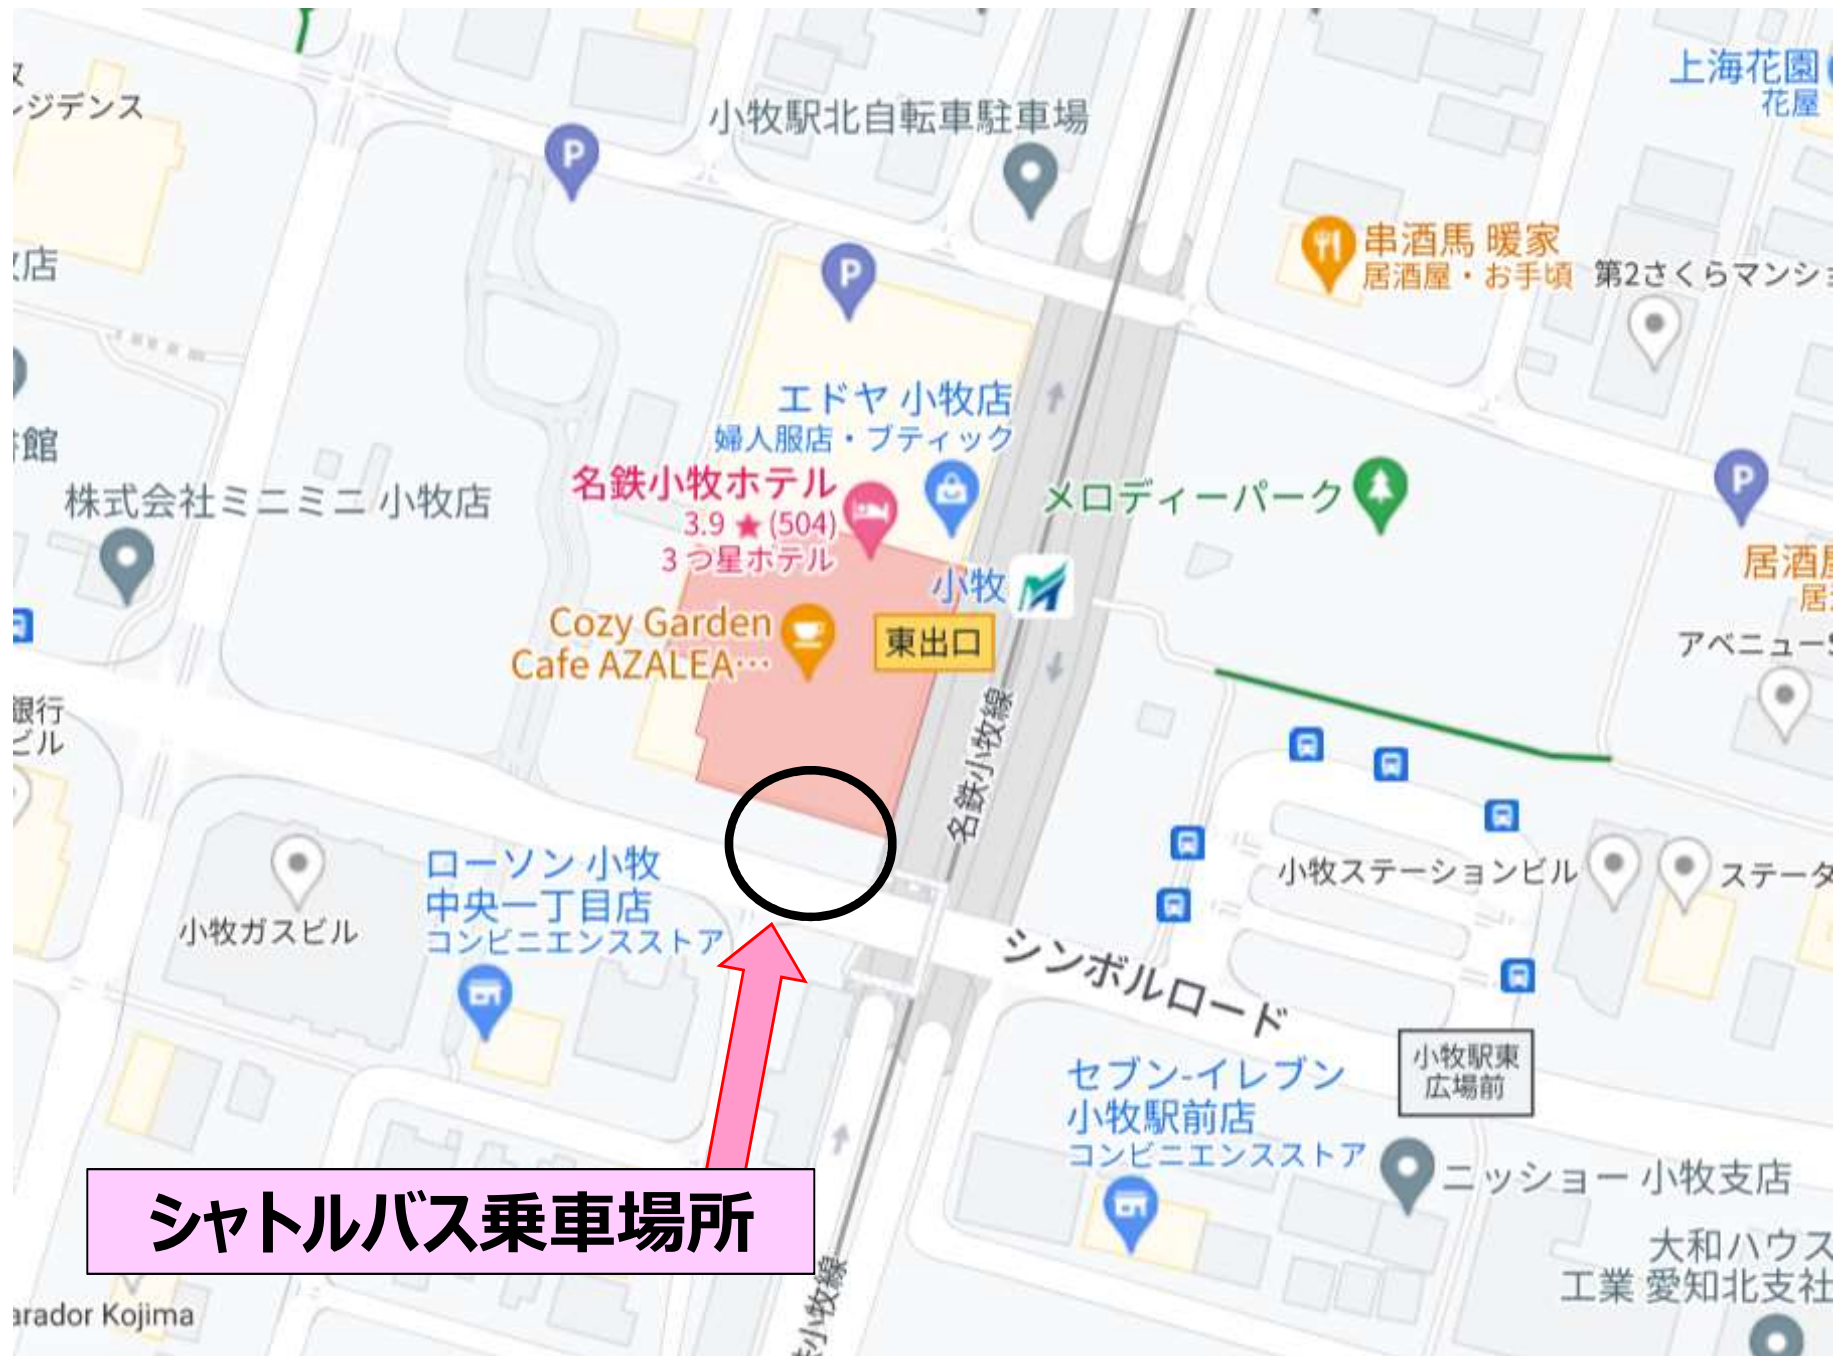 上海花園
花屋
レジデンス
小牧駅北自転車駐車場
P
P
串酒馬 暖家
居酒屋・お手頃
第2さくらマンショ
店
エドヤ 小牧店
婦人服店・ブティック
館
株式会社ミニミニ 小牧店
名鉄小牧ホテル
3.9 ★ (504)
3 つ星ホテル
メロディーパーク
P
小牧
東出口
Cozy Garden
Cafe AZALEA…
居酒屋
居
アベニュー
銀行
ビル
名鉄小牧線
小牧ステーションビル
ステータ
ローソン 小牧
中央一丁目店
コンビニエンスストア
小牧ガスビル
シンボルロード
小牧駅東
広場前
セブン-イレブン
小牧駅前店
コンビニエンスストア
ニッショー 小牧支店
シャトルバス乗車場所
大和ハウス
工業 愛知北支社
小牧線
arador Kojima